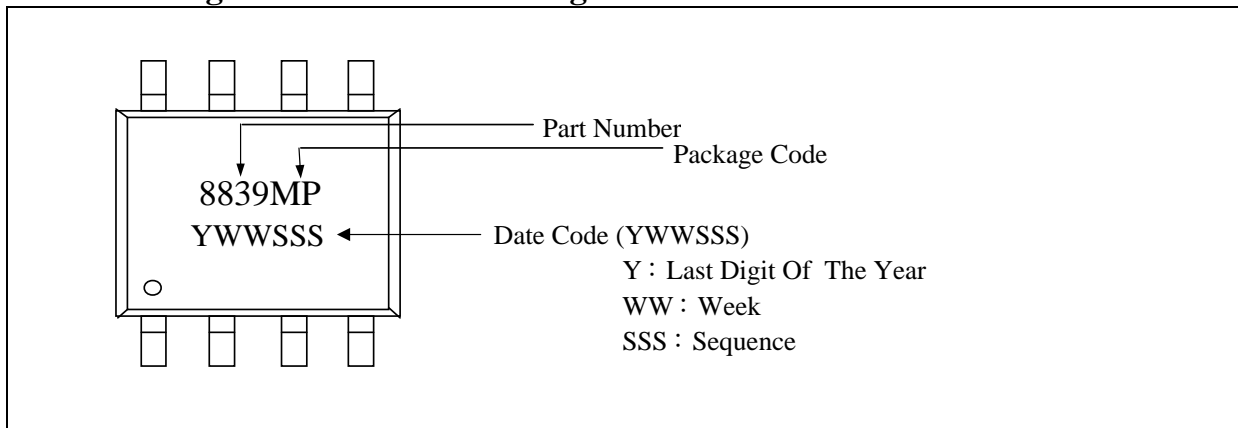 Part Number
Package Code
8839MP
YWWSSS
Date Code (YWWSSS)
Y：Last Digit Of The Year
WW：Week
SSS：Sequence